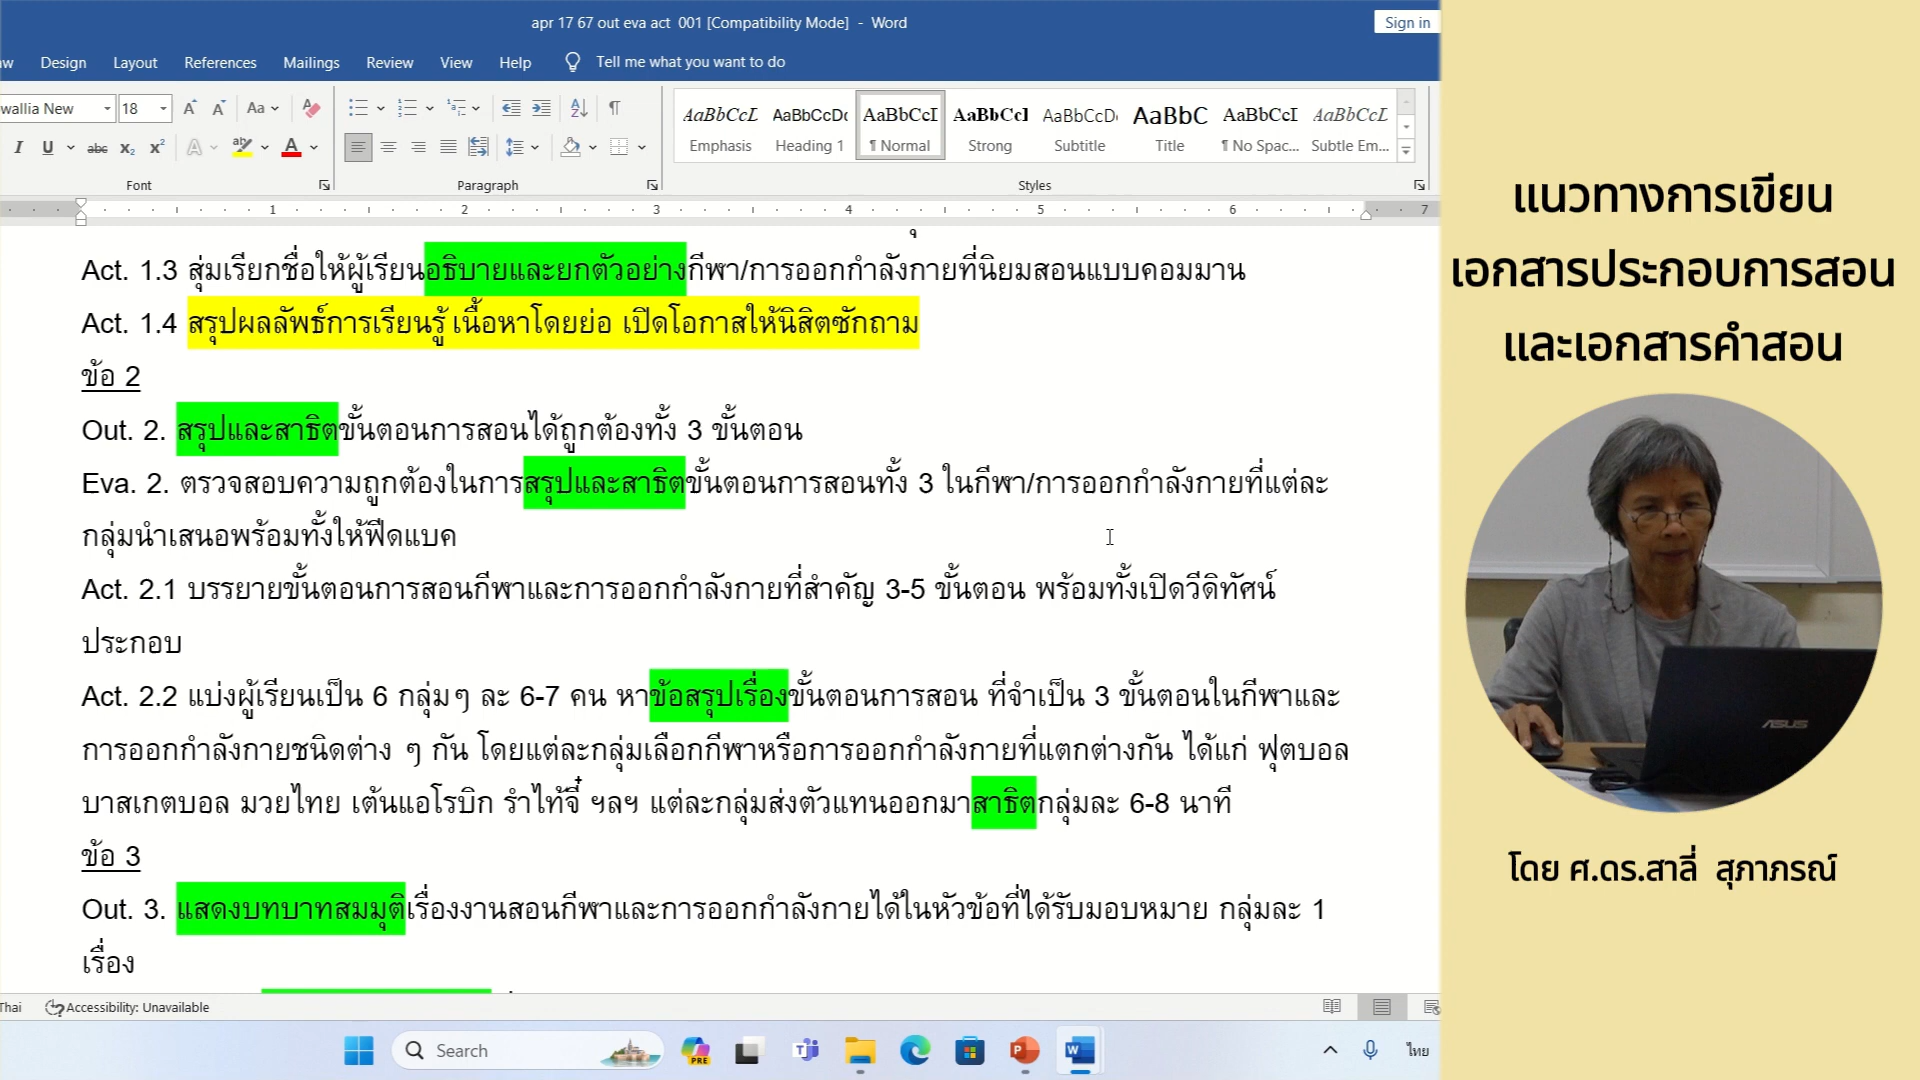 apr 17 67 out eva act 001 [Compatibility Mode] - Word
Sign in
Design Layout References Mailings Review View Help Tell me what you want to do
wallia New 18 Aa
AaBbCcL AaBbCcDc AaBbCcI AaBbCcI AaBbCcDc AaBbC AaBbCcI AaBbCcL
Emphasis Heading 1 ¶ Normal Strong Subtitle Title ¶ No Spac... Subtle Em...
Font Paragraph Styles
1 2 3 4 5 6 7
Act. 1.3 สุ่มเรียกชื่อให้ผู้เรียนอธิบายและยกตัวอย่างกีฬา/การออกกำลังกายที่นิยมสอนแบบคอมมาน
Act. 1.4 สรุปผลลัพธ์การเรียนรู้ เนื้อหาโดยย่อ เปิดโอกาสให้นิสิตซักถาม
ข้อ 2
Out. 2. สรุปและสาธิตขั้นตอนการสอนได้ถูกต้องทั้ง 3 ขั้นตอน
Eva. 2. ตรวจสอบความถูกต้องในการสรุปและสาธิตขั้นตอนการสอนทั้ง 3 ในกีฬา/การออกกำลังกายที่แต่ละ
กลุ่มนำเสนอพร้อมทั้งให้ฟีดแบค
Act. 2.1 บรรยายขั้นตอนการสอนกีฬาและการออกกำลังกายที่สำคัญ 3-5 ขั้นตอน พร้อมทั้งเปิดวีดิทัศน์
ประกอบ
Act. 2.2 แบ่งผู้เรียนเป็น 6 กลุ่มๆ ละ 6-7 คน หาข้อสรุปเรื่องขั้นตอนการสอน ที่จำเป็น 3 ขั้นตอนในกีฬาและ
การออกกำลังกายชนิดต่าง ๆ กัน โดยแต่ละกลุ่มเลือกกีฬาหรือการออกกำลังกายที่แตกต่างกัน ได้แก่ ฟุตบอล
บาสเกตบอล มวยไทย เต้นแอโรบิก รำไท้จี๋ ฯลฯ แต่ละกลุ่มส่งตัวแทนออกมาสาธิตกลุ่มละ 6-8 นาที
ข้อ 3
Out. 3. แสดงบทบาทสมมุติเรื่องงานสอนกีฬาและการออกกำลังกายได้ในหัวข้อที่ได้รับมอบหมาย กลุ่มละ 1
เรื่อง
Thai Accessibility: Unavailable
Search
ไทย
แนวทางการเขียน
เอกสารประกอบการสอน
และเอกสารคำสอน
ASUS
โดย ศ.ดร.สาลี่ สุภาภรณ์